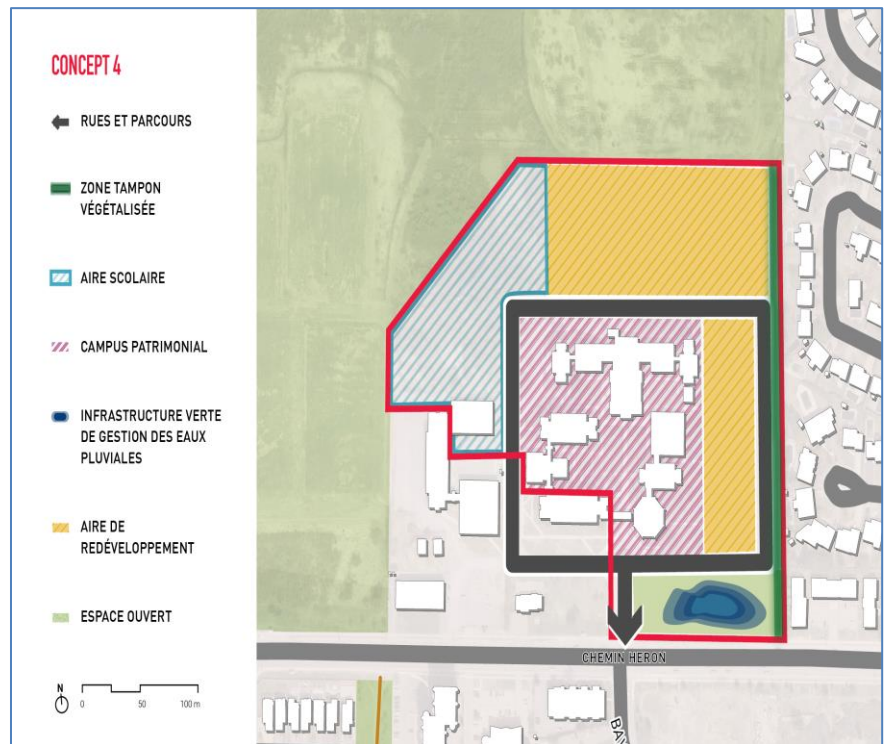 CONCEPT 4
RUES ET PARCOURS
ZONE TAMPON
VÉGÉTALISÉE
AIRE SCOLAIRE
CAMPUS PATRIMONIAL
INFRASTRUCTURE VERTE
DE GESTION DES EAUX
PLUVIALES
AIRE DE
REDÉVELOPPEMENT
ESPACE OUVERT
N
0 50 100 m
CHEMIN HERON
BAY